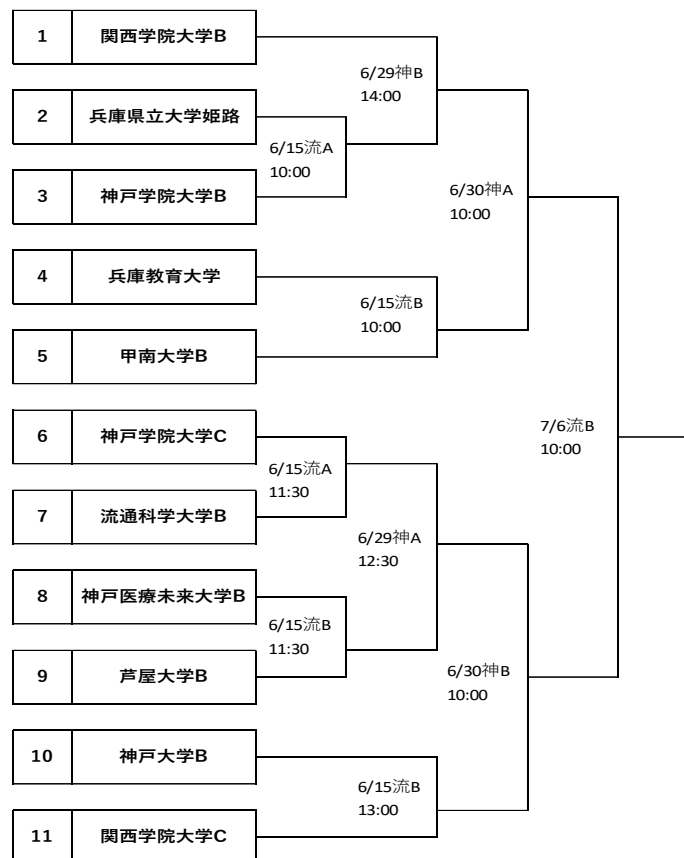 1 関西学院大学B
6/29神B
14:00
2 兵庫県立大学姫路
6/15流A
10:00
3 神戸学院大学B
6/30神A
10:00
4 兵庫教育大学
6/15流B
10:00
5 甲南大学B
6 神戸学院大学C
7/6流B
10:00
6/15流A
11:30
7 流通科学大学B
6/29神A
12:30
8 神戸医療未来大学B
6/15流B
11:30
9 芦屋大学B
6/30神B
10:00
10 神戸大学B
6/15流B
13:00
11 関西学院大学C